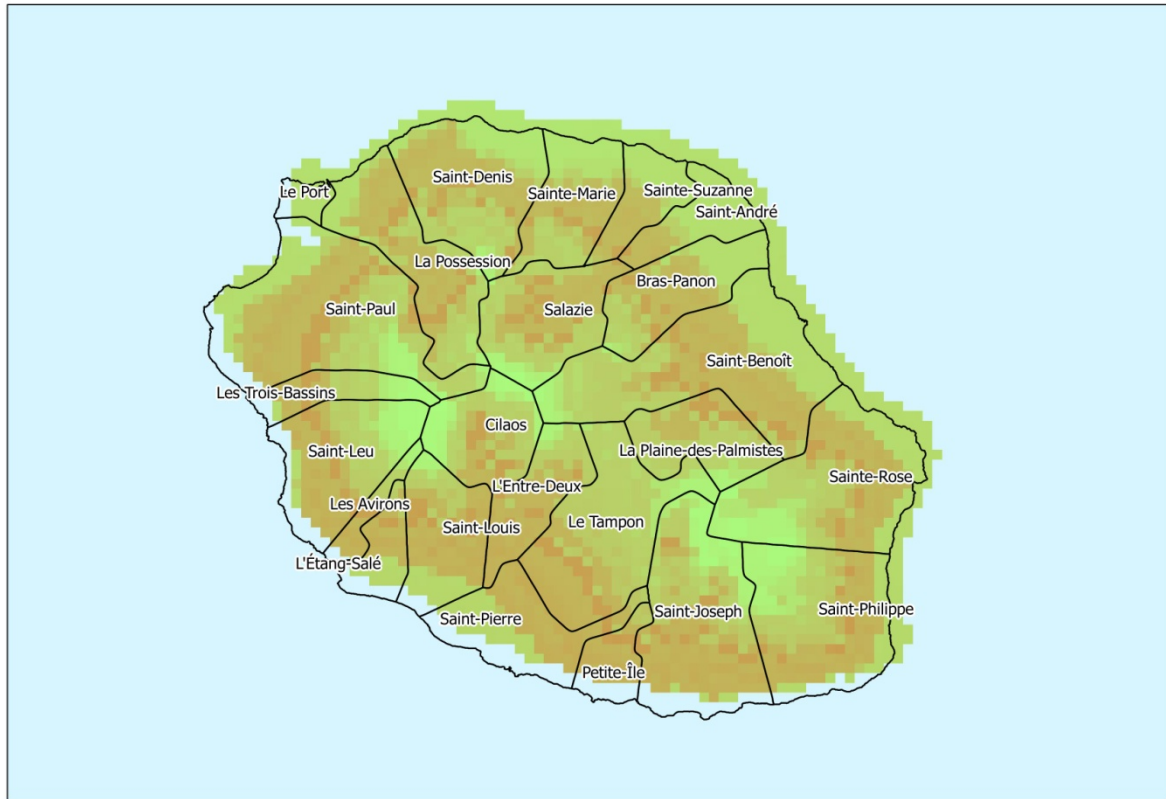 Saint-Denis
Le Port
Sainte-Marie
Sainte-Suzanne
Saint-André
La Possession
Bras-Panon
Saint-Paul
Salazie
Saint-Benoît
Les Trois-Bassins
Cilaos
Saint-Leu
La Plaine-des-Palmistes
Sainte-Rose
L'Entre-Deux
Les Avirons
Saint-Louis
Le Tampon
L'Étang-Salé
Saint-Pierre
Saint-Joseph
Saint-Philippe
Petite-Île